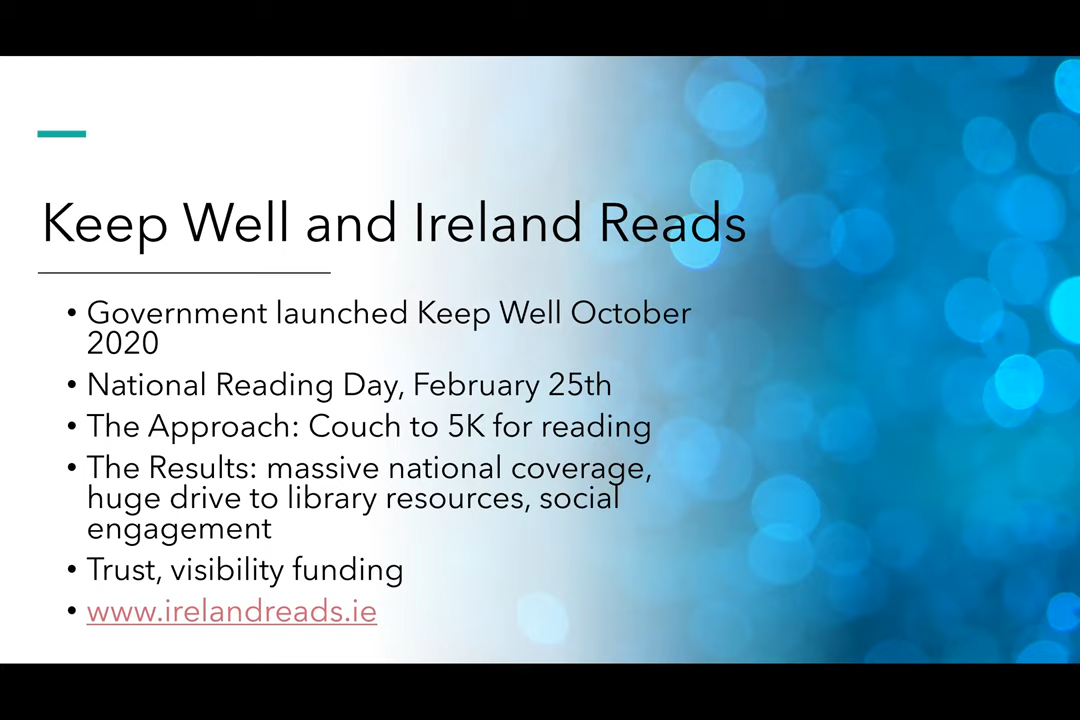 Keep Well and Ireland Reads
• Government launched Keep Well October
2020
• National Reading Day, February 25th
• The Approach: Couch to 5K for reading
• The Results: massive national coverage,
huge drive to library resources, social
engagement
• Trust, visibility funding
• www.irelandreads.ie